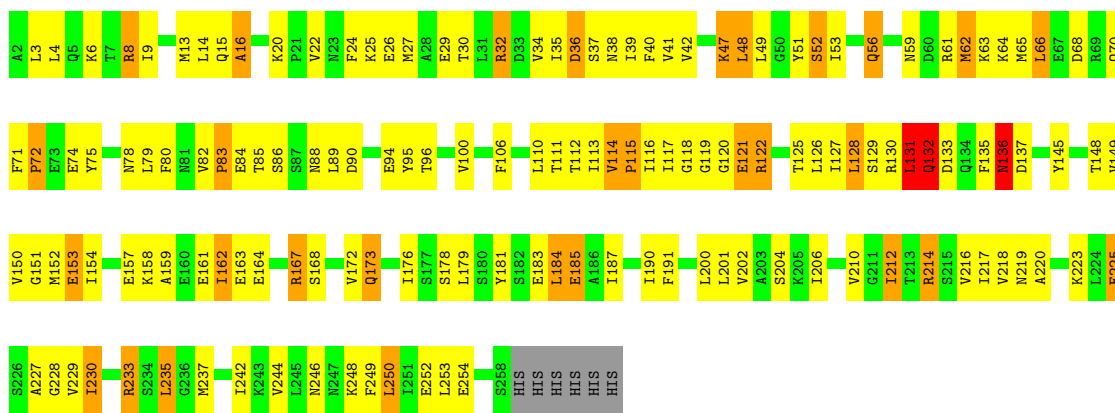 A2 L3 L4 Q5 K6 T7 R8 I9 M13 L14 Q15 A16 K20 P21 V22 N23 F24 K25 E26 M27 A28 E29 T30 L31 R32 D33 V34 I35 D36 S37 N38 I39 F40 V41 V42 K47 L48 L49 G50 Y51 S52 I53 Q56 N59 D60 R61 M62 K63 K64 M65 L66 E67 D68 R69
F71 P72 E73 E74 Y75 N78 L79 F80 N81 V82 P83 E84 T85 S86 S87 N88 L89 D90 E94 Y95 T96 V100 F106 L110 T111 T112 I113 V114 P115 I116 I117 G118 G119 G120 E121 R122 T125 L126 I127 L128 S129 R130 L131 Q132 D133 Q134 F135 N136 D137 Y145 T148
V150 G151 M152 E153 I154 E157 K158 A159 E160 E161 I162 E163 E164 R167 S168 V172 Q173 I176 S177 S178 L179 S180 Y181 S182 E183 L184 E185 A186 I187 I190 F191 L200 L201 V202 A203 S204 K205 I206 V210 G211 I212 T213 R214 S215 V216 I217 V218 N219 A220 K223 L224
S226 A227 G228 V229 I230 R233 S234 L235 G236 M237 I242 K243 V244 L245 N246 N247 K248 F249 L250 I251 E252 L253 E254 S258 HIS HIS HIS HIS HIS HIS